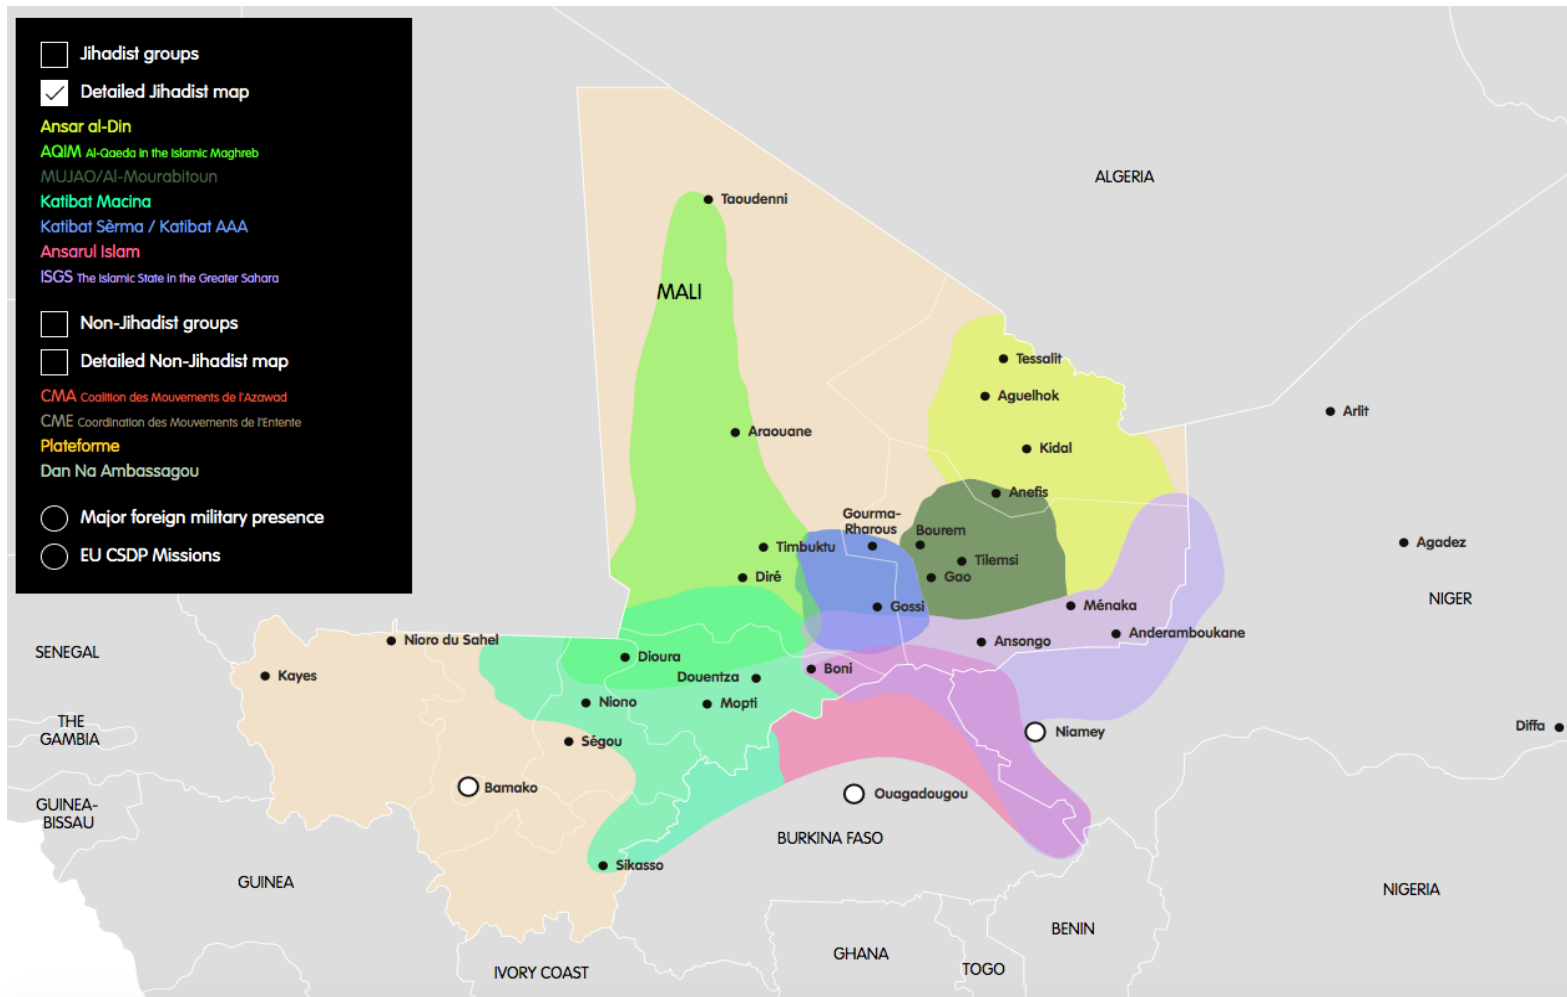 Jihadist groups
Detailed Jihadist map
Ansar al-Din
AQIM Al-Qaeda in the Islamic Maghreb
MUJAO/Al-Mourabitoun
Katibat Macina
Katibat Sèrma / Katibat AAA
Ansarul Islam
ISGS The Islamic State in the Greater Sahara
Non-Jihadist groups
Detailed Non-Jihadist map
CMA Coalition des Mouvements de l'Azawad
CME Coordination des Mouvements de l'Entente
Plateforme
Dan Na Ambassagou
Major foreign military presence
EU CSDP Missions
ALGERIA
Taoudenni
MALI
Tessalit
Aguelhok
Arlit
Araouane
Kidal
Anefis
Gourma-
Rharous
Bourem
Timbuktu
Tilemsi
Agadez
Diré
Gao
NIGER
Gossi
Ménaka
Anderamboukane
Nioro du Sahel
Ansongo
SENEGAL
Dioura
Boni
Kayes
Douentza
Niono
Mopti
THE
GAMBIA
Ségou
Niamey
Diffa
Bamako
Ouagadougou
GUINEA-
BISSAU
BURKINA FASO
Sikasso
GUINEA
NIGERIA
BENIN
GHANA
TOGO
IVORY COAST